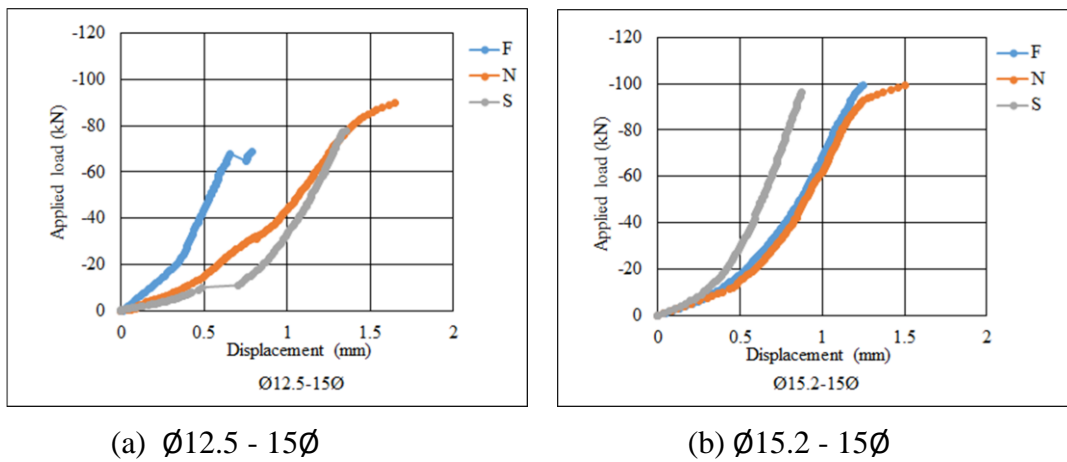 -120
-100
-80
-60
-40
-20
0
Applied load (kN)
0 0.5 1 1.5 2
Displacement (mm)
Ø12.5-15Ø
F
N
S
-120
-100
-80
-60
-40
-20
0
Applied load (kN)
0 0.5 1 1.5 2
Displacement (mm)
Ø15.2-15Ø
F
N
S
(a) Ø12.5 - 15Ø
(b) Ø15.2 - 15Ø